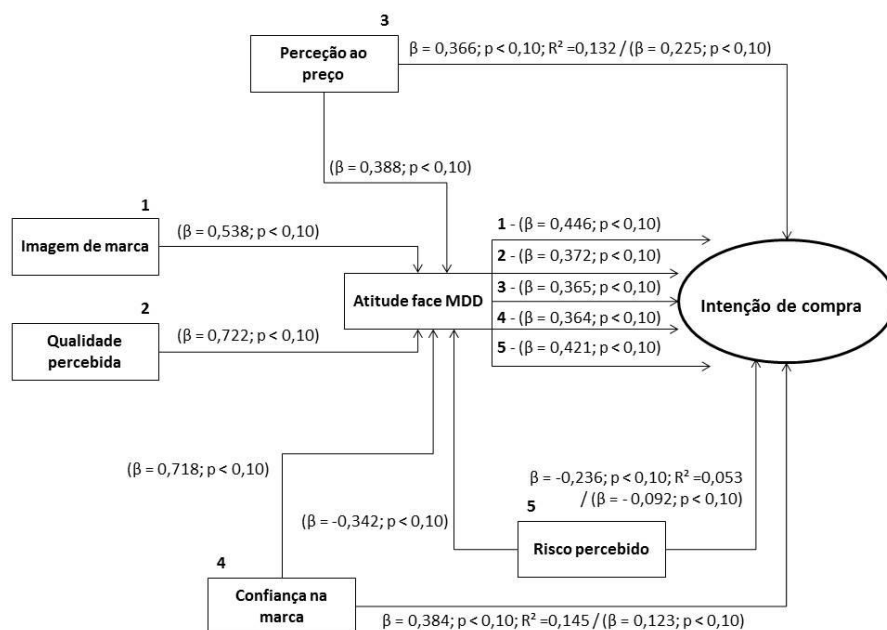 3
Perceção ao
preço
β = 0,366; p < 0,10; R² =0,132 / (β = 0,225; p < 0,10)
(β = 0,388; p < 0,10)
1
Imagem de marca
(β = 0,538; p < 0,10)
2
Qualidade
percebida
(β = 0,722; p < 0,10)
Atitude face MDD
1 - (β = 0,446; p < 0,10)
2 - (β = 0,372; p < 0,10)
3 - (β = 0,365; p < 0,10)
4 - (β = 0,364; p < 0,10)
5 - (β = 0,421; p < 0,10)
Intenção de compra
(β = 0,718; p < 0,10)
(β = -0,342; p < 0,10)
β = -0,236; p < 0,10; R² =0,053
/ (β = - 0,092; p < 0,10)
5
Risco percebido
4
Confiança na
marca
β = 0,384; p < 0,10; R² =0,145 / (β = 0,123; p < 0,10)